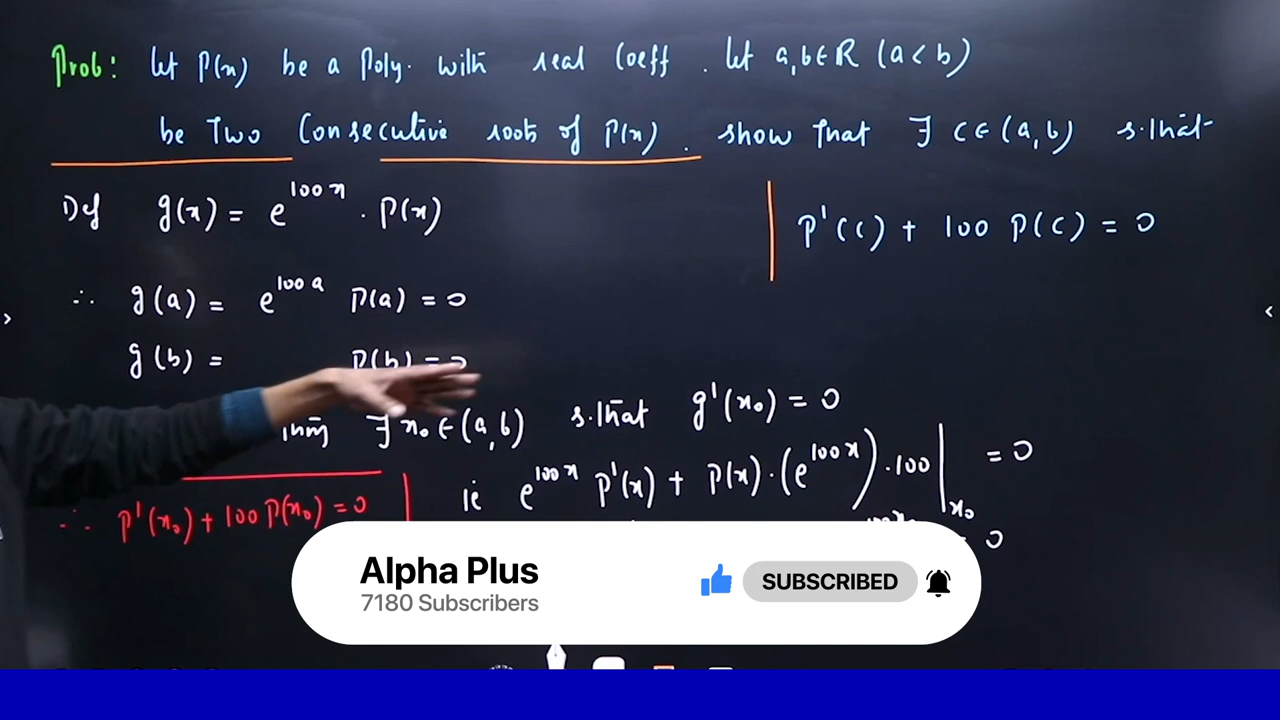 Prob: Let P(x) be a Poly. with real Coeff. Let a,b∈R (a<b)
be Two Consecutive roots of P(x). show that ∃ c∈(a,b) s.that
P'(c) + 100 P(c) = 0
Def g(x) = e^{100x} . P(x)
∴ g(a) = e^{100a} P(a) = 0
g(b) = P(b) = 0
∃ x₀∈(a,b) s.that g'(x₀) = 0
ie e^{100x} P'(x) + P(x)·(e^{100x})·100 |_{x₀} = 0
= 0
∴ P'(x₀) + 100 P(x₀) = 0
Alpha Plus
7180 Subscribers
SUBSCRIBED